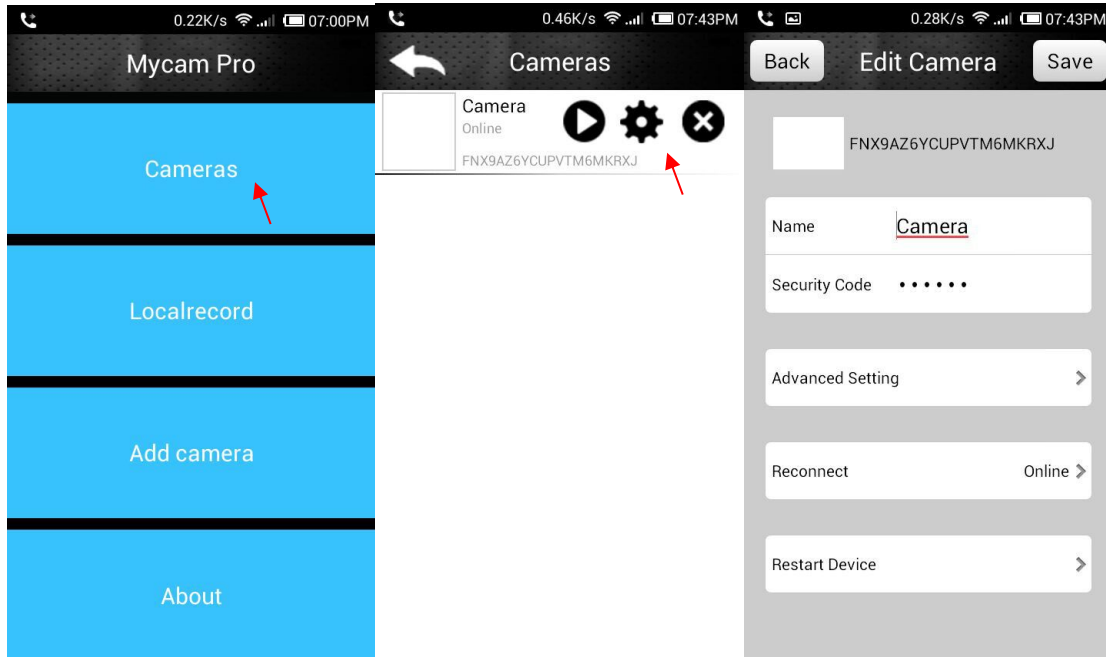 0.22K/s 07:00PM
Mycam Pro
Cameras
Localrecord
Add camera
About
0.46K/s 07:43PM
Cameras
Camera
Online
FNX9AZ6YCUPVTM6MKRXJ
0.28K/s 07:43PM
Back Edit Camera Save
FNX9AZ6YCUPVTM6MKRXJ
Name Camera
Security Code ••••••
Advanced Setting
Reconnect Online
Restart Device